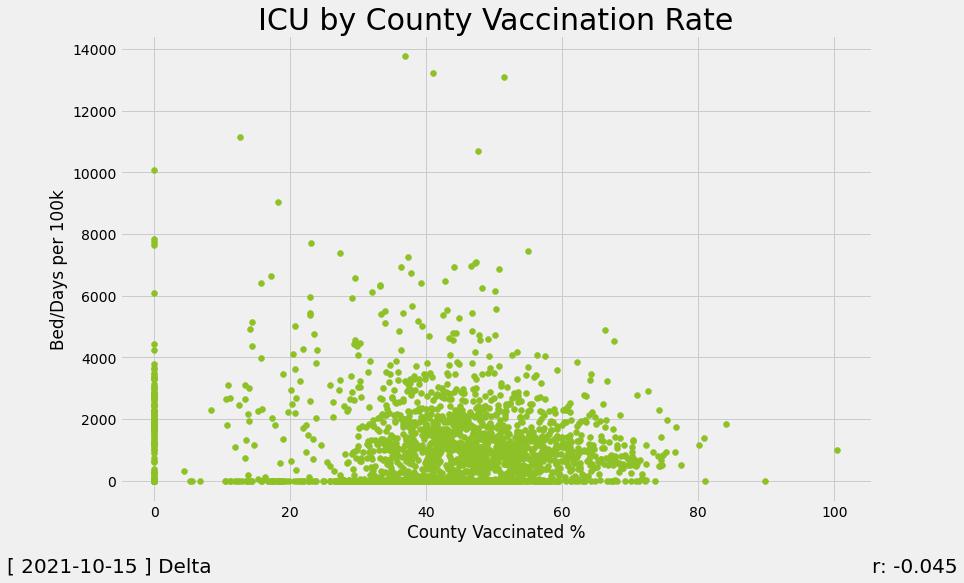 ICU by County Vaccination Rate
14000
12000
10000
8000
6000
4000
2000
0
Bed/Days per 100k
0 20 40 60 80 100
County Vaccinated %
[ 2021-10-15 ] Delta
r: -0.045